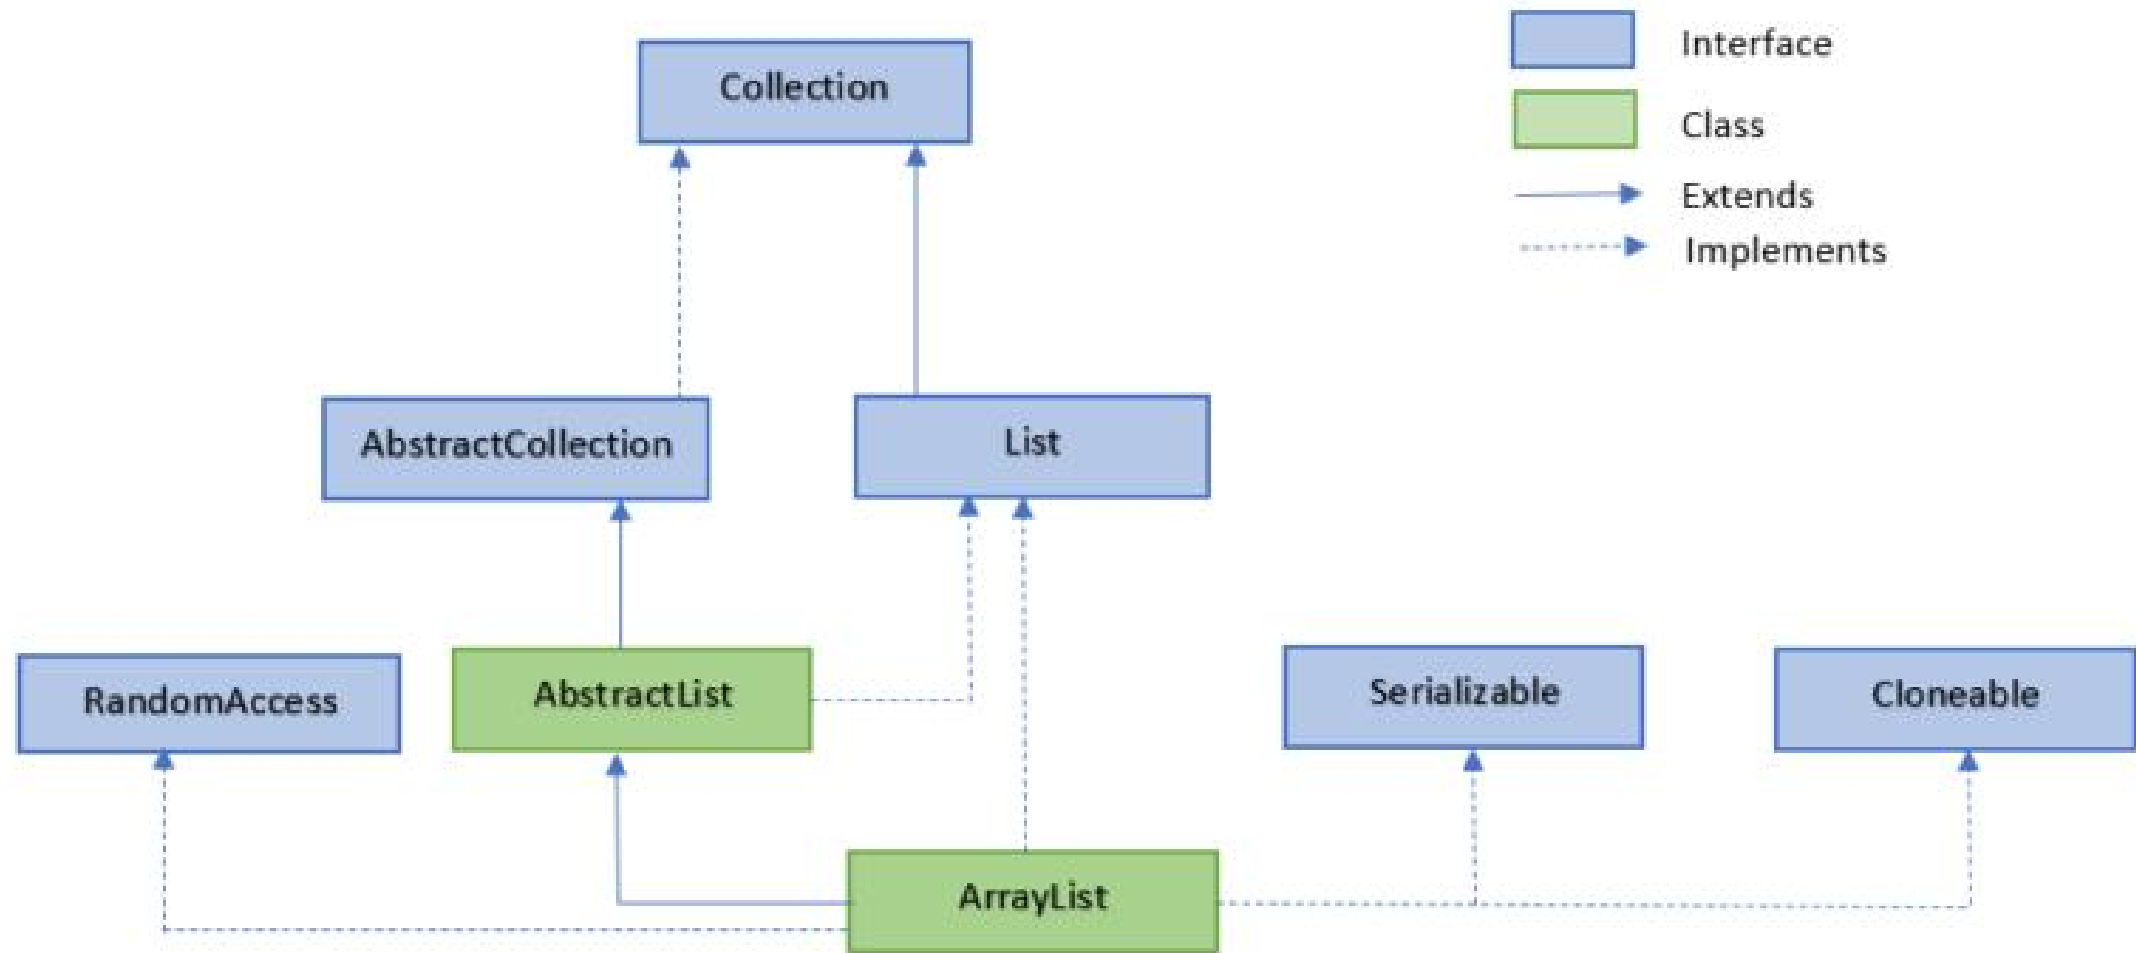 Collection
Interface
Class
Extends
Implements
AbstractCollection
List
RandomAccess
AbstractList
Serializable
Cloneable
ArrayList